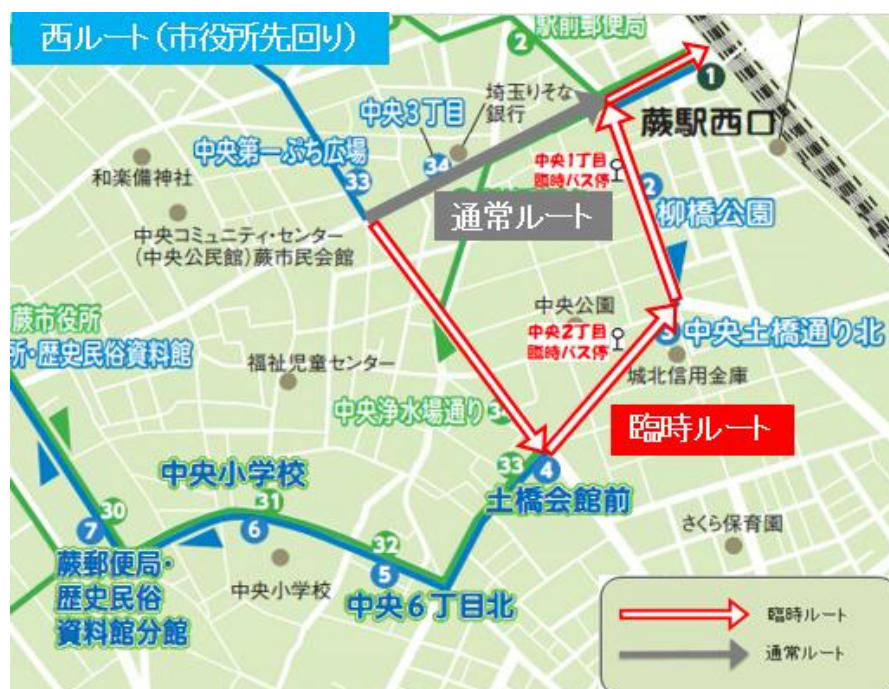 西ルート（市役所先回り）
駅前郵便局
2
1
蕨駅西口
埼玉りそな
銀行
中央3丁目
34
中央第一ぷち広場
33
和楽備神社
中央1丁目
臨時バス停
2
柳橋公園
通常ルート
中央コミュニティ・センター
（中央公民館）蕨市民会館
中央公園
中央2丁目
臨時バス停
3
中央土橋通り北
蕨市役所
所・歴史民俗資料館
福祉児童センター
城北信用金庫
中央浄水場通り
臨時ルート
33
4
土橋会館前
中央小学校
31
6
30
7
32
5
さくら保育園
蕨郵便局・
歴史民俗
資料館分館
中央小学校
中央6丁目北
臨時ルート
通常ルート